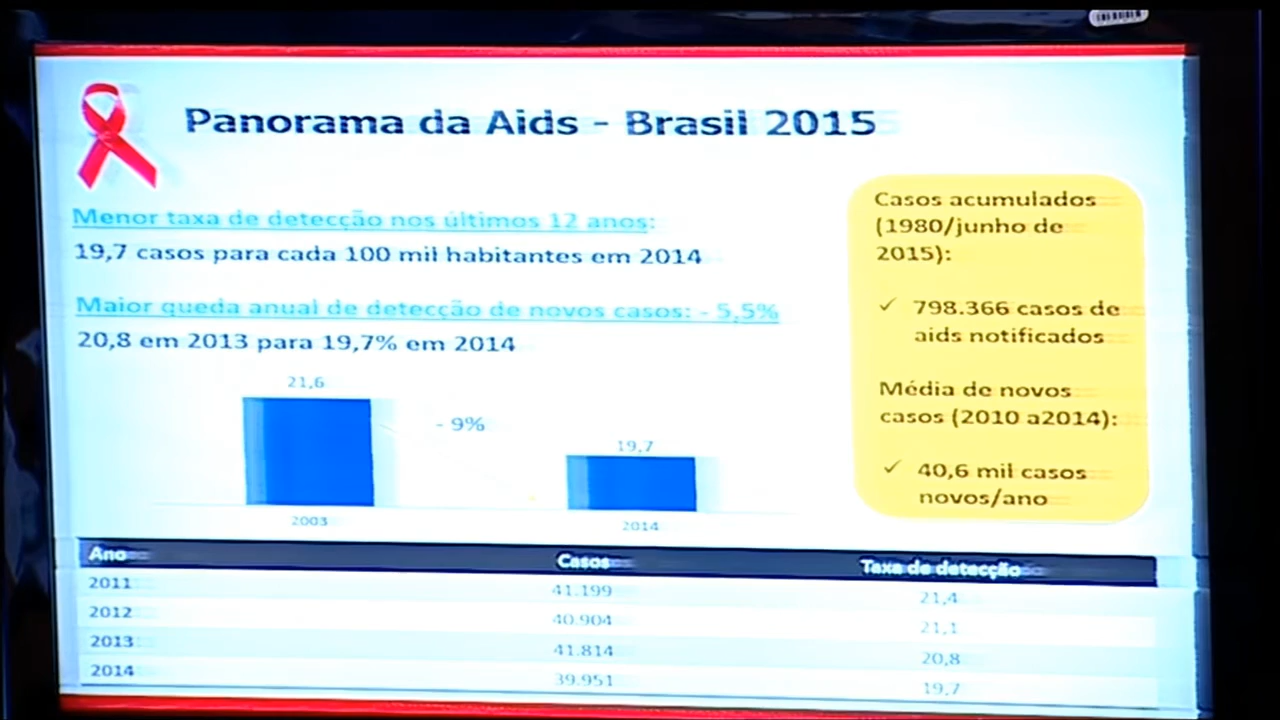 Panorama da Aids - Brasil 2015
Menor taxa de detecção nos últimos 12 anos:
19,7 casos para cada 100 mil habitantes em 2014
Maior queda anual de detecção de novos casos: - 5,5%
20,8 em 2013 para 19,7% em 2014
21,6
- 9%
19,7
2003
2014
Casos acumulados
(1980/junho de
2015):
✓ 798.366 casos de
aids notificados
Média de novos
casos (2010 a2014):
✓ 40,6 mil casos
novos/ano
Ano Casos Taxa de detecção
2011 41.199 21,4
2012 40.904 21,1
2013 41.814 20,8
2014 39.951 19,7